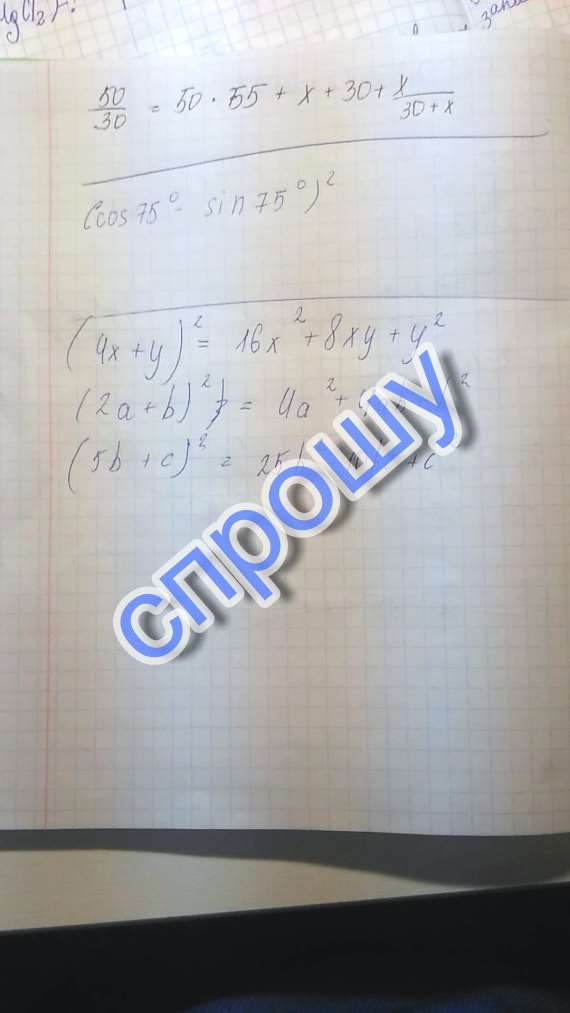 MgCl₂).
50/30 = 50 · 55 + x + 30 + x/(30 + x)
(cos 75° - sin 75°)²
(4x + y)² = 16x² + 8xy + y²
(2a + b)² = 4a² +
(5b + c)² = 25b + c
спрошу